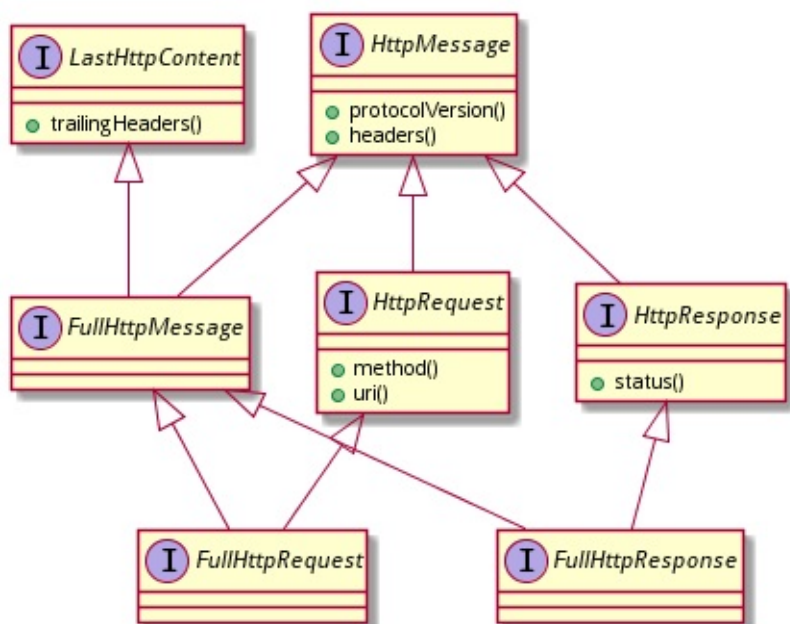 I LastHttpContent
trailingHeaders()
I HttpMessage
protocolVersion()
headers()
I FullHttpMessage
I HttpRequest
method()
uri()
I HttpResponse
status()
I FullHttpRequest
I FullHttpResponse